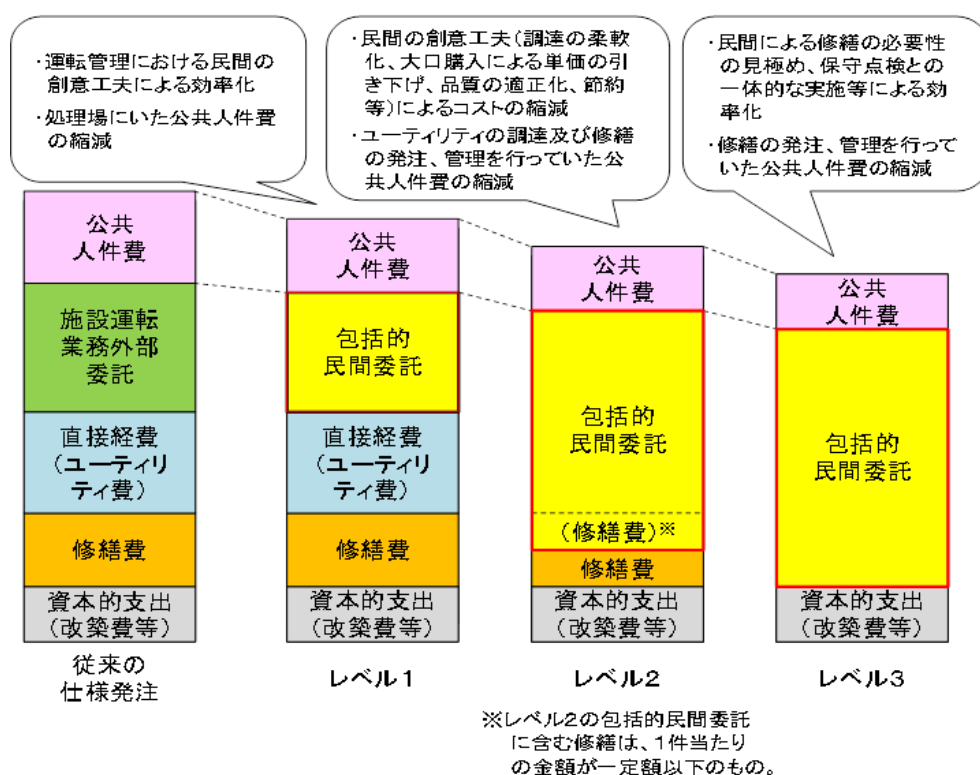 ・運転管理における民間の
創意工夫による効率化
・処理場にいた公共人件費
の縮減
・民間の創意工夫(調達の柔軟
化、大口購入による単価の引
き下げ、品質の適正化、節約
等)によるコストの縮減
・ユーティリティの調達及び修繕
の発注、管理を行っていた公
共人件費の縮減
・民間による修繕の必要性
の見極め、保守点検との
一体的な実施等による効
率化
・修繕の発注、管理を行って
いた公共人件費の縮減
公共
人件費
施設運転
業務外部
委託
直接経費
(ユーティリ
ティ費)
修繕費
資本的支出
(改築費等)
従来の
仕様発注
公共
人件費
包括的
民間委託
直接経費
(ユーティリ
ティ費)
修繕費
資本的支出
(改築費等)
レベル1
公共
人件費
包括的
民間委託
(修繕費)※
修繕費
資本的支出
(改築費等)
レベル2
公共
人件費
包括的
民間委託
資本的支出
(改築費等)
レベル3
※レベル2の包括的民間委託
に含む修繕は、1件当たり
の金額が一定額以下のもの。